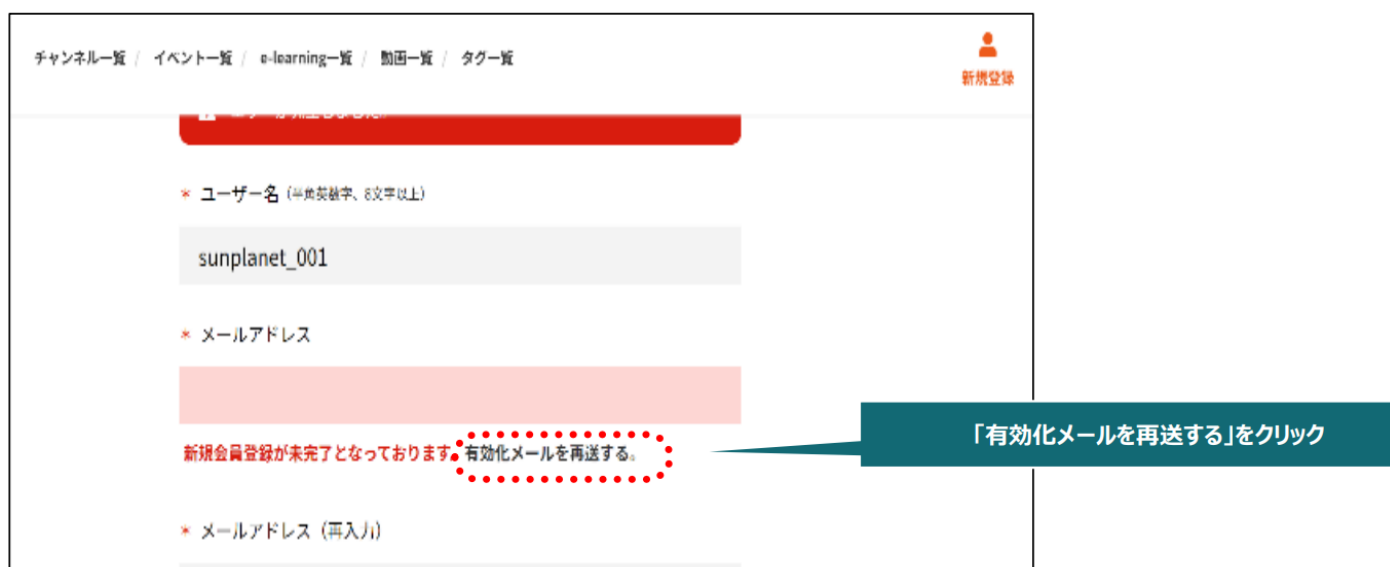 チャンネル一覧 / イベント一覧 / e-learning一覧 / 動画一覧 / タグ一覧
新規登録
* ユーザー名 (半角英数字、8文字以上)
sunplanet_001
* メールアドレス
新規会員登録が未完了となっております。有効化メールを再送する。
「有効化メールを再送する」をクリック
* メールアドレス (再入力)